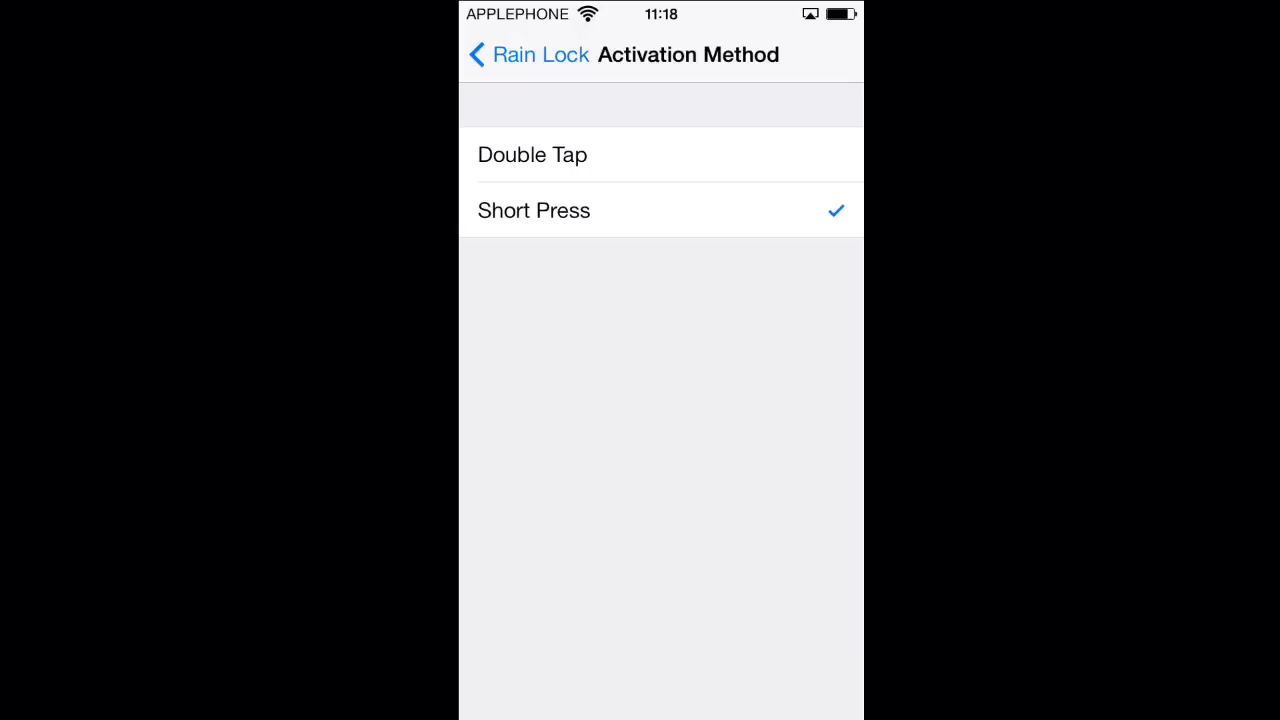 APPLEPHONE 11:18
Rain Lock Activation Method
Double Tap
Short Press